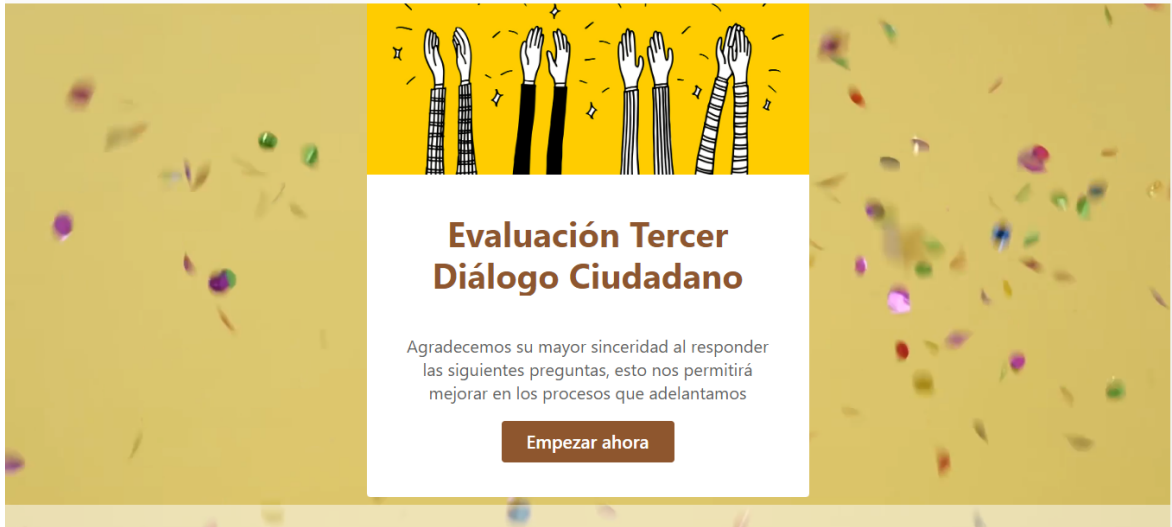 Evaluación Tercer
Diálogo Ciudadano
Agradecemos su mayor sinceridad al responder
las siguientes preguntas, esto nos permitirá
mejorar en los procesos que adelantamos
Empezar ahora